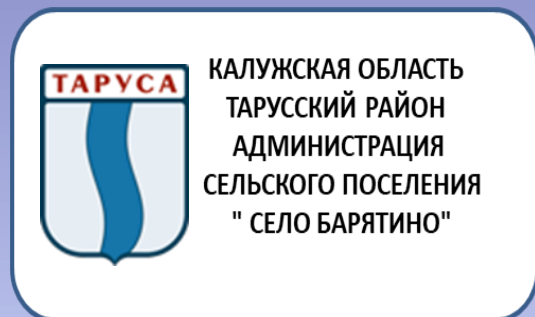 ТАРУСА
КАЛУЖСКАЯ ОБЛАСТЬ
ТАРУССКИЙ РАЙОН
АДМИНИСТРАЦИЯ
СЕЛЬСКОГО ПОСЕЛЕНИЯ
" СЕЛО БАРЯТИНО"